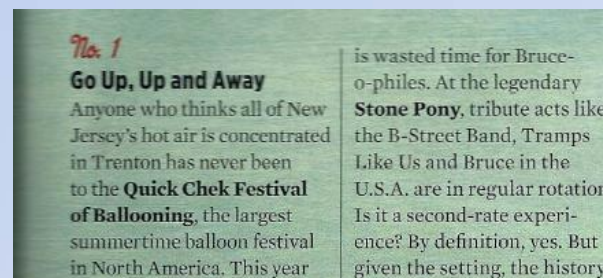 No. 1
Go Up, Up and Away
Anyone who thinks all of New
Jersey's hot air is concentrated
in Trenton has never been
to the Quick Chek Festival
of Ballooning, the largest
summertime balloon festival
in North America. This year
is wasted time for Bruce-
o-philes. At the legendary
Stone Pony, tribute acts like
the B-Street Band, Tramps
Like Us and Bruce in the
U.S.A. are in regular rotation
Is it a second-rate experi-
ence? By definition, yes. But
given the setting, the history